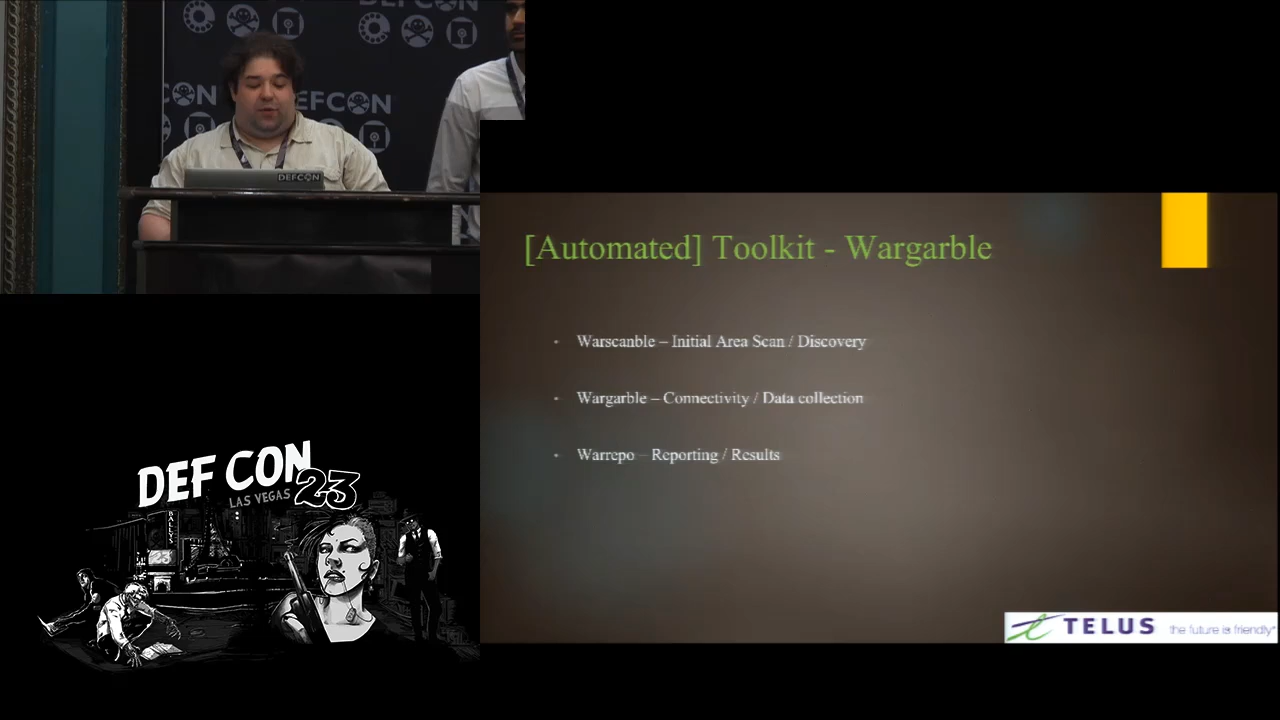 DEFCON
DEFCON
DEFCON
[Automated] Toolkit - Wargarble
Warscanble – Initial Area Scan / Discovery
Wargarble – Connectivity / Data collection
Warrepo – Reporting / Results
DEF CON 23
LAS VEGAS
BALLYS
23
TELUS the future is friendly®